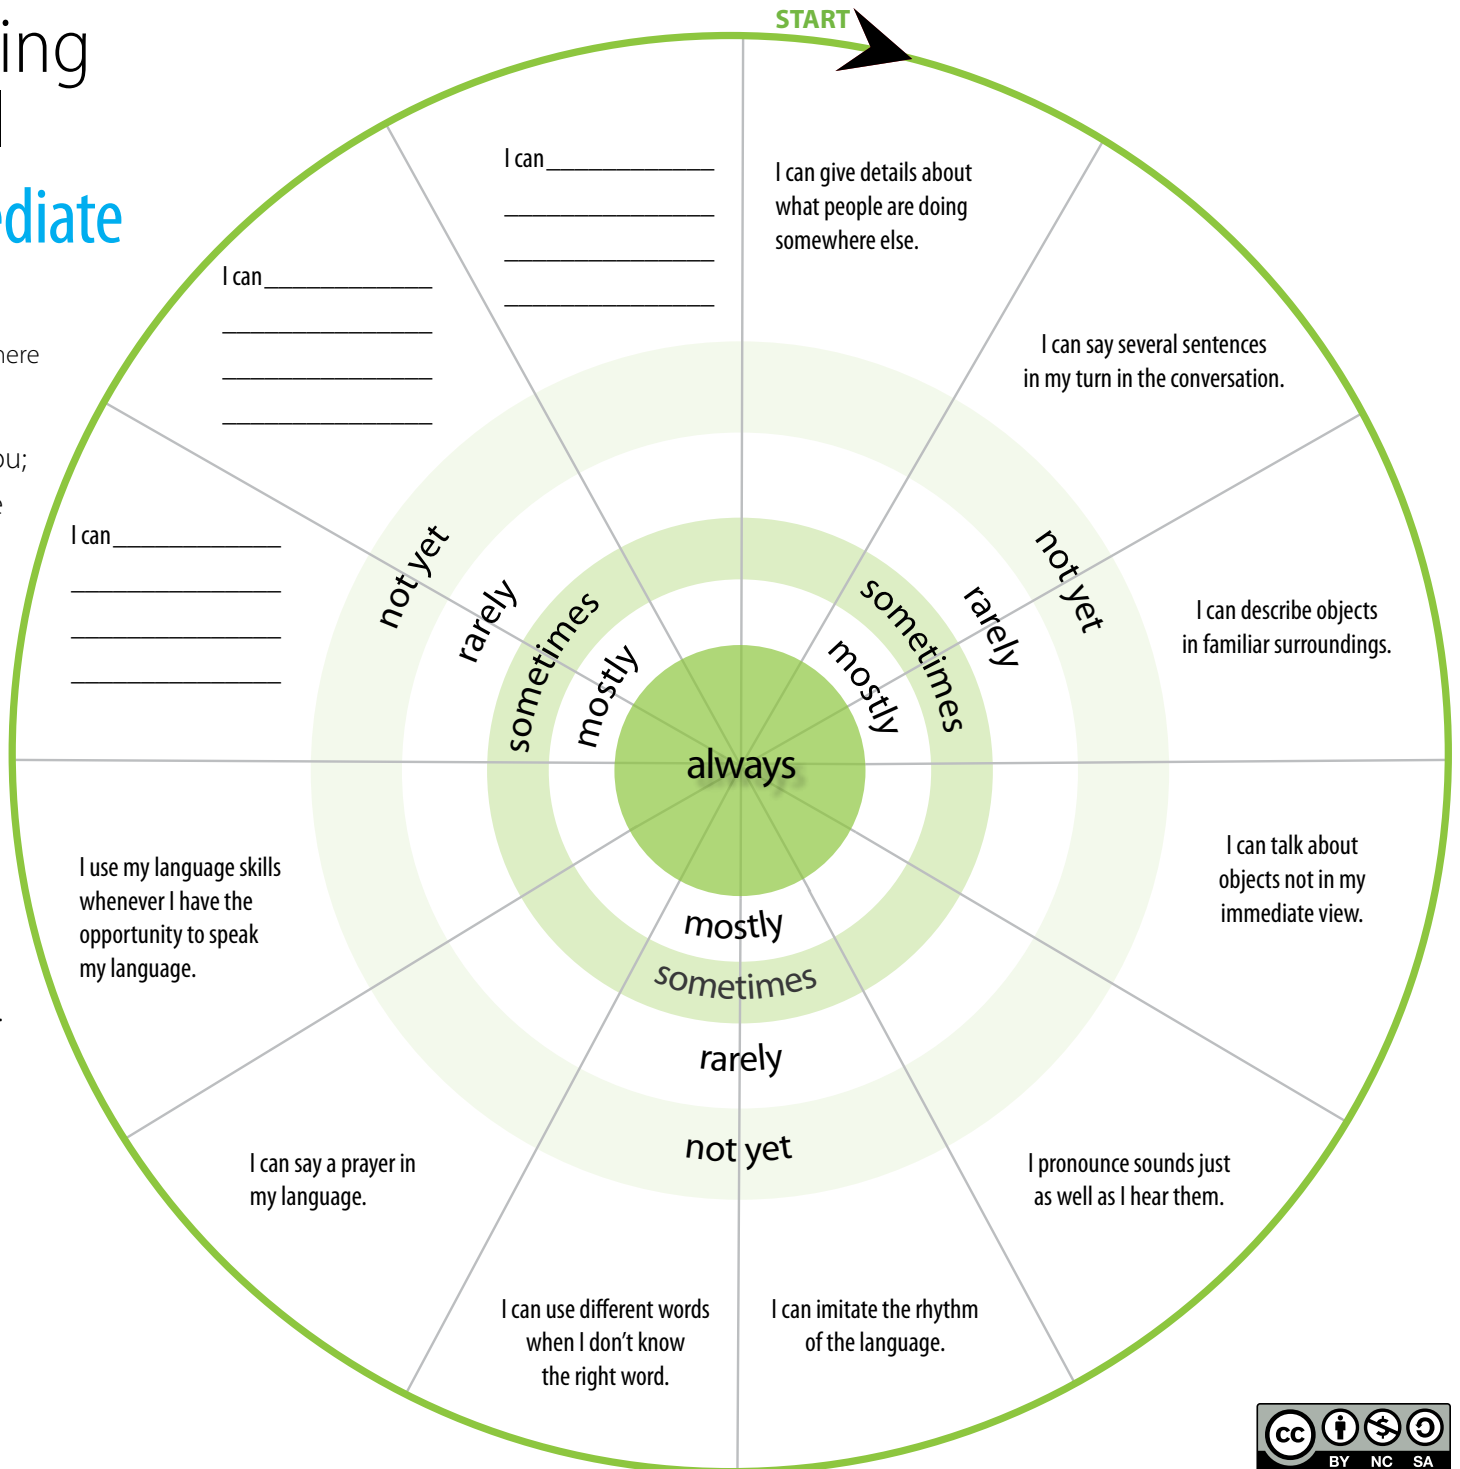 ing
ediate
here
ou;
e
START
I can give details about
what people are doing
somewhere else.
I can say several sentences
in my turn in the conversation.
I can describe objects
in familiar surroundings.
I can talk about
objects not in my
immediate view.
I pronounce sounds just
as well as I hear them.
I can imitate the rhythm
of the language.
I can use different words
when I don't know
the right word.
I can say a prayer in
my language.
I use my language skills
whenever I have the
opportunity to speak
my language.
I can______________
I can______________
I can______________
not yet
rarely
sometimes
mostly
mostly
sometimes
rarely
not yet
always
mostly
sometimes
rarely
not yet
cc
BY NC SA